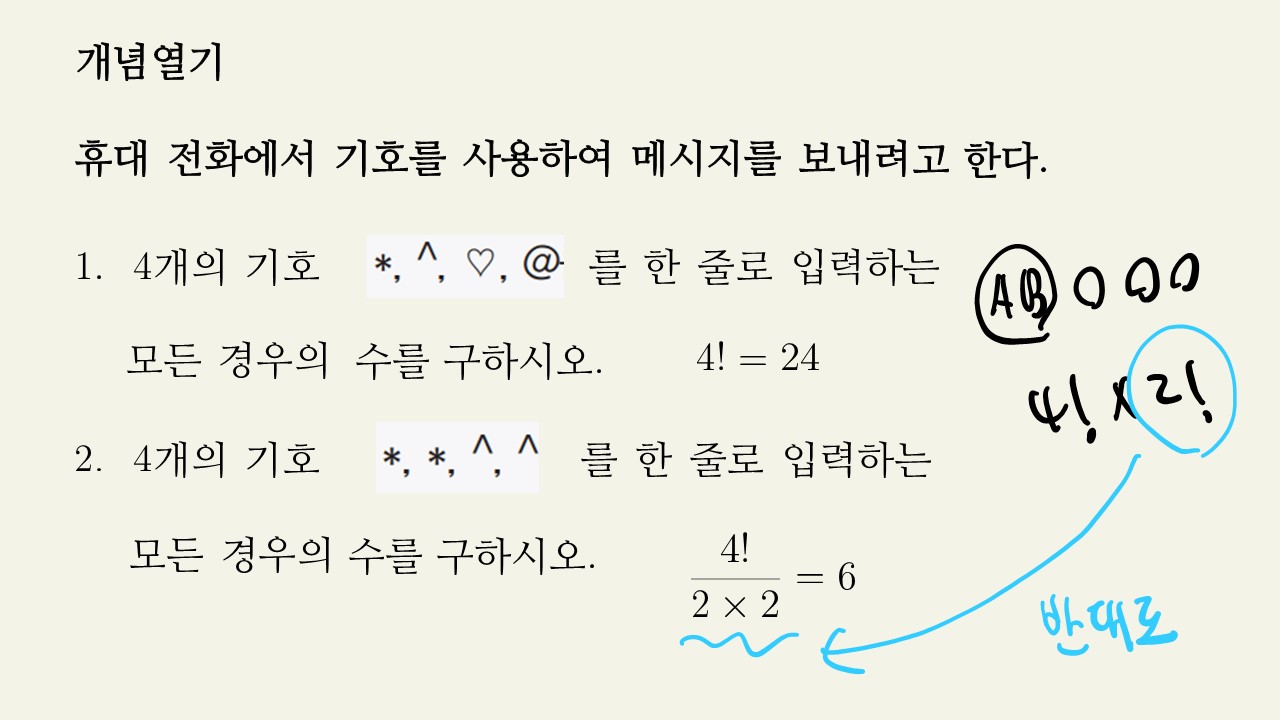 개념열기
휴대 전화에서 기호를 사용하여 메시지를 보내려고 한다.
1. 4개의 기호 *, ^, ♡, @ 를 한 줄로 입력하는
모든 경우의 수를 구하시오. 4! = 24
2. 4개의 기호 *, *, ^, ^ 를 한 줄로 입력하는
모든 경우의 수를 구하시오.
4!
2 × 2
= 6
AB O O O
4! × 2!
반대로